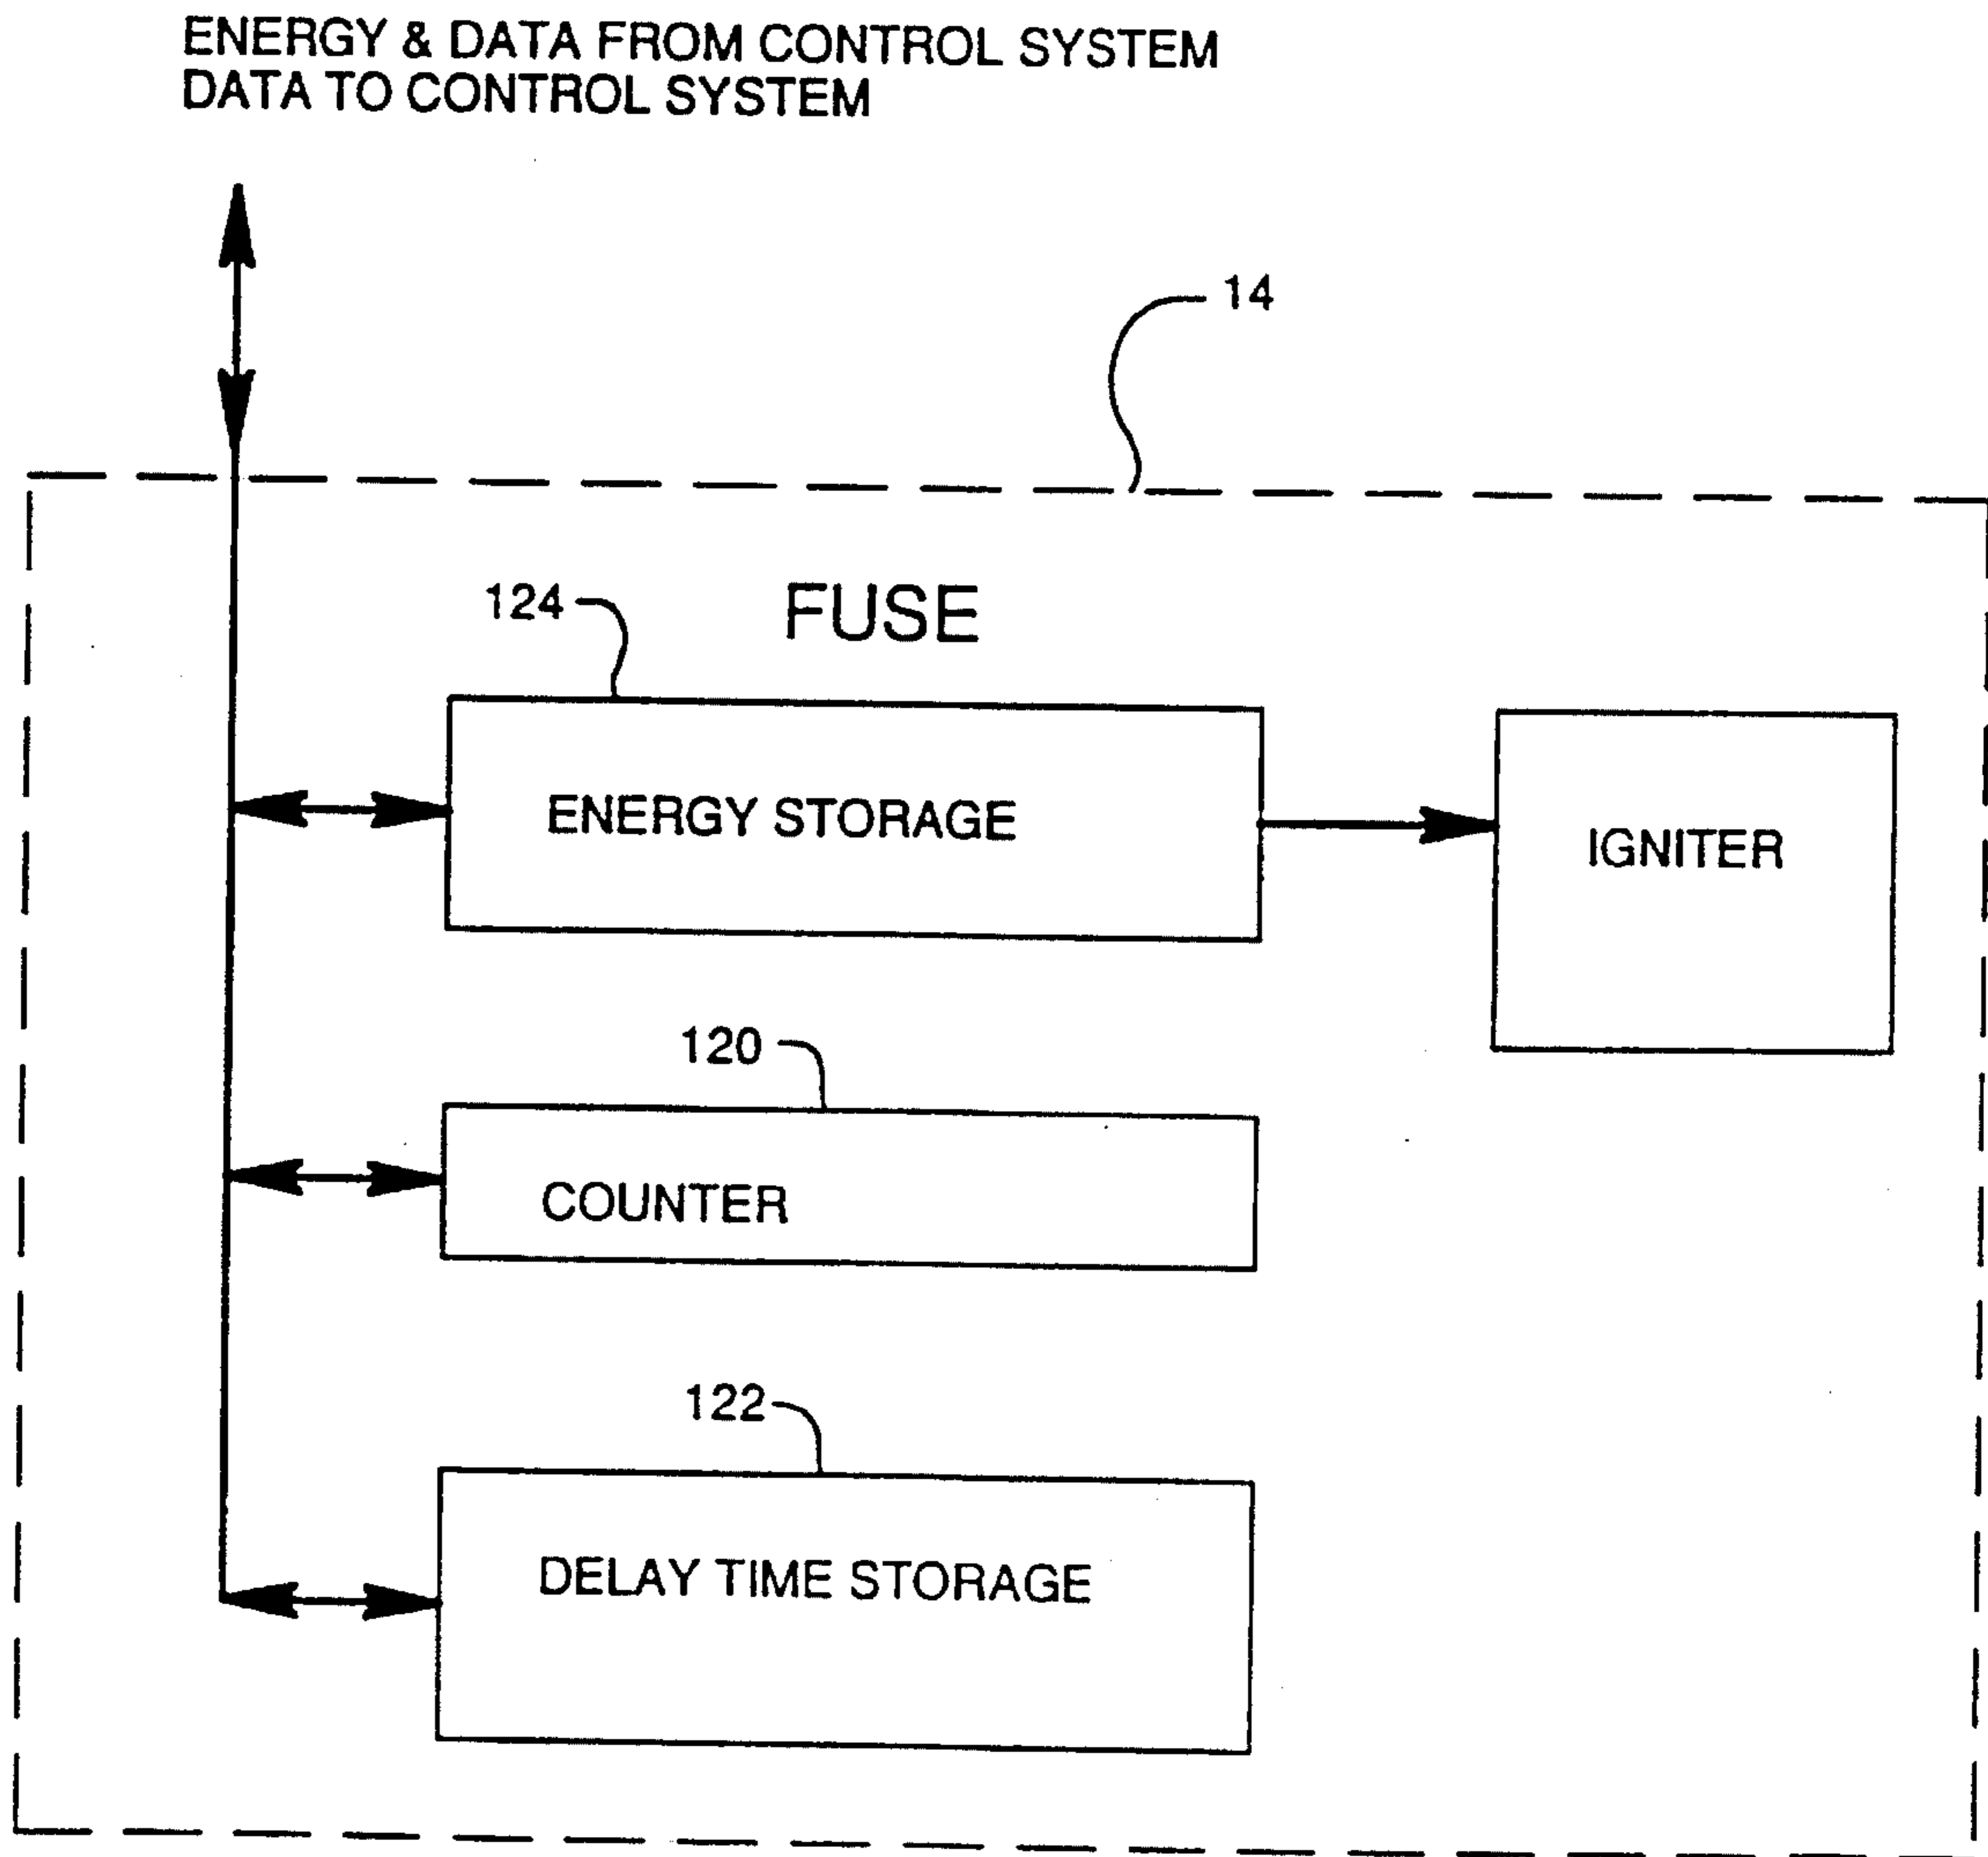 ENERGY & DATA FROM CONTROL SYSTEM
DATA TO CONTROL SYSTEM
14
FUSE
124
ENERGY STORAGE
IGNITER
120
COUNTER
122
DELAY TIME STORAGE